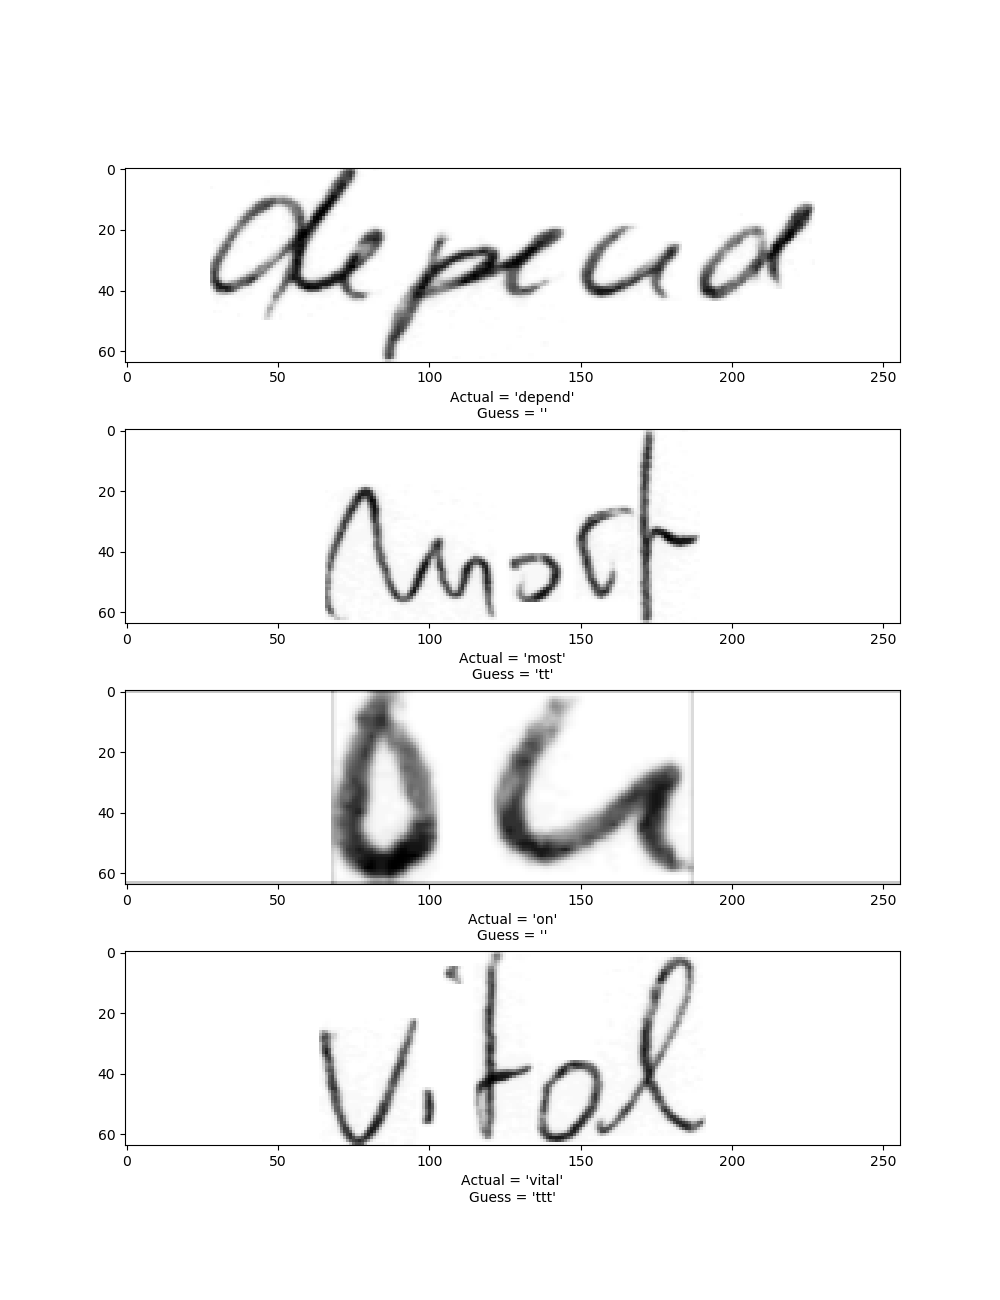 0
20
40
60
depend
0 50 100 150 200 250
Actual = 'depend'
Guess = ''
0
20
40
60
most
0 50 100 150 200 250
Actual = 'most'
Guess = 'tt'
0
20
40
60
on
0 50 100 150 200 250
Actual = 'on'
Guess = ''
0
20
40
60
vital
0 50 100 150 200 250
Actual = 'vital'
Guess = 'ttt'